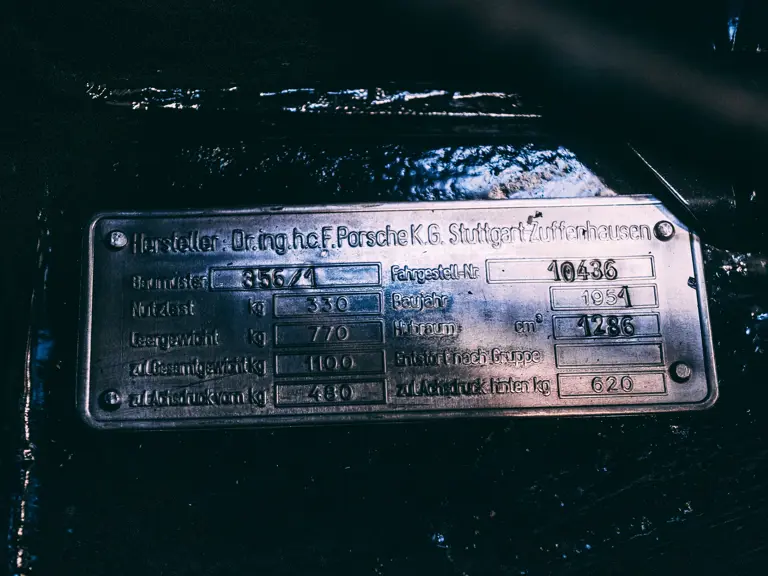 Hersteller: Dr.ing.h.c.F.Porsche K.G. Stuttgart Zuffenhausen
Baumuster 356/1 Fahrgestell-Nr. 10436
Nutzlast kg 330 Baujahr 1951
Leergewicht kg 770 Hubraum cm³ 1286
zul. Gesamtgewicht kg 1100 Entstört nach Gruppe
zul. Achsdruck vorn kg 480 zul. Achsdruck hinten kg 620